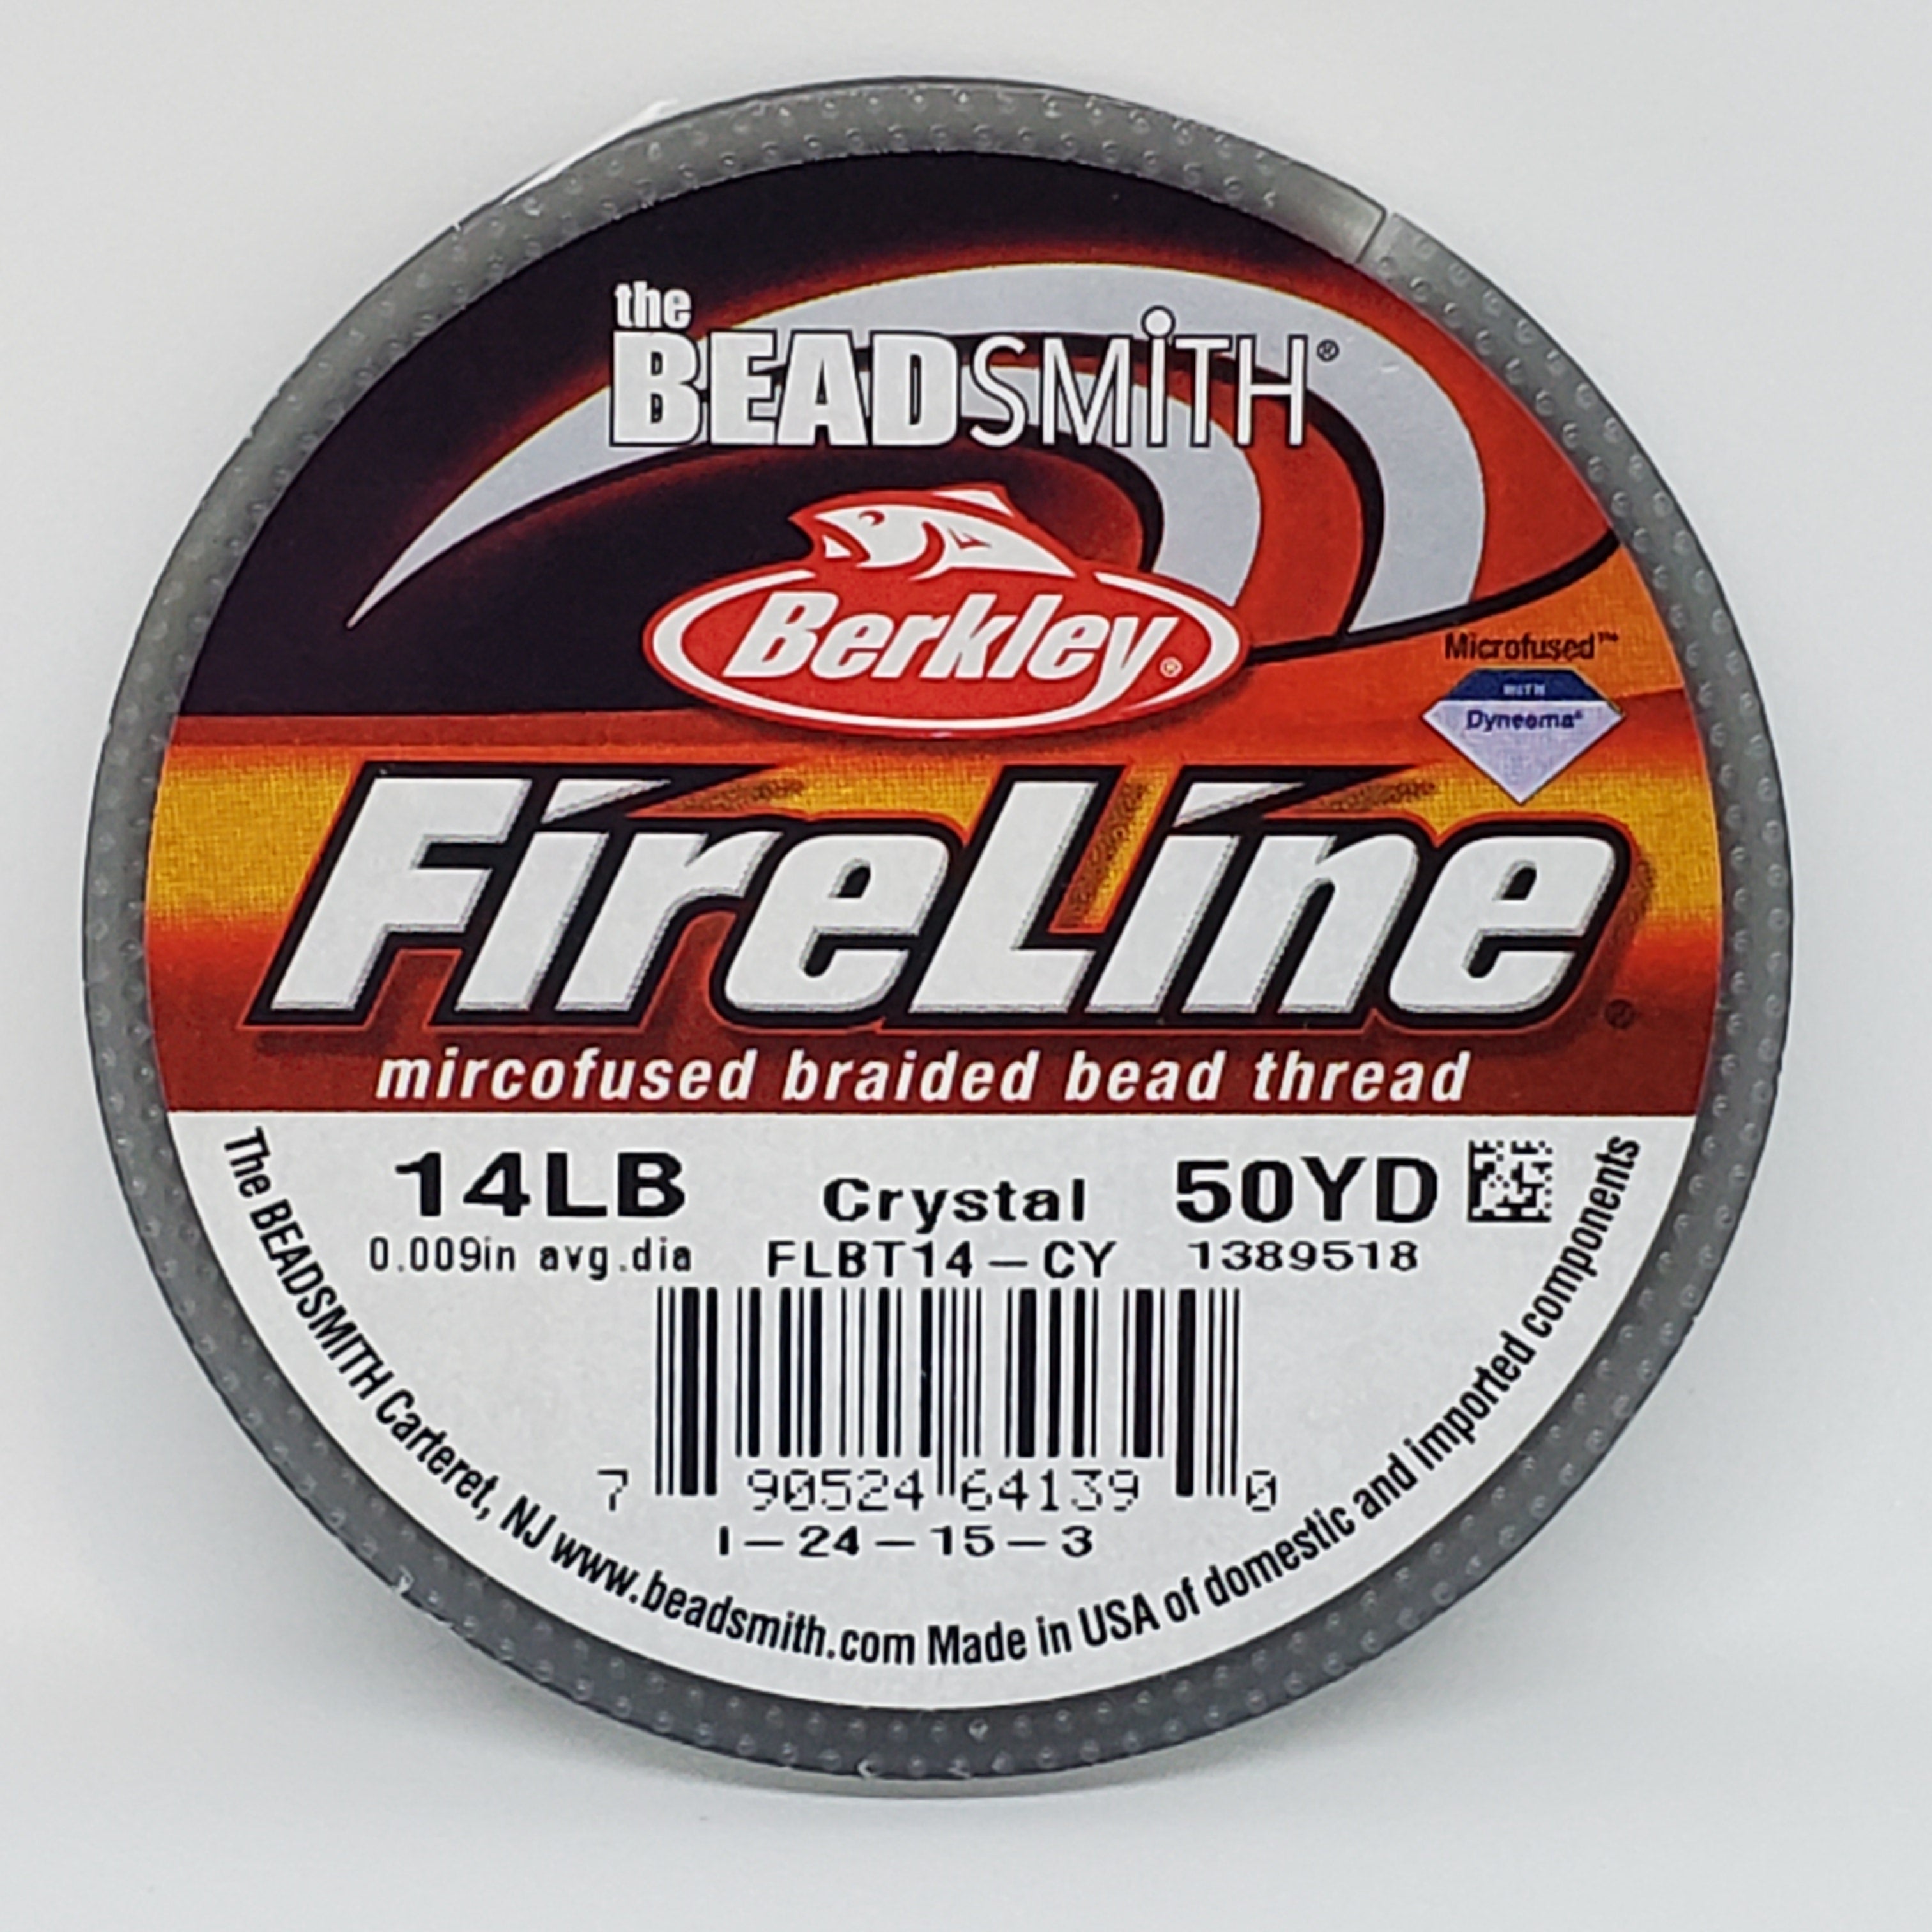 the
BEADSMITH®
Berkley®
Microfused™
WITH
Dyneema®
FireLine®
mircofused braided bead thread
14LB Crystal 50YD
0.009in avg.dia FLBT14-CY 1389518
7 90524 64139 0
I-24-15-3
The BEADSMITH Carteret, NJ www.beadsmith.com Made in USA of domestic and imported components